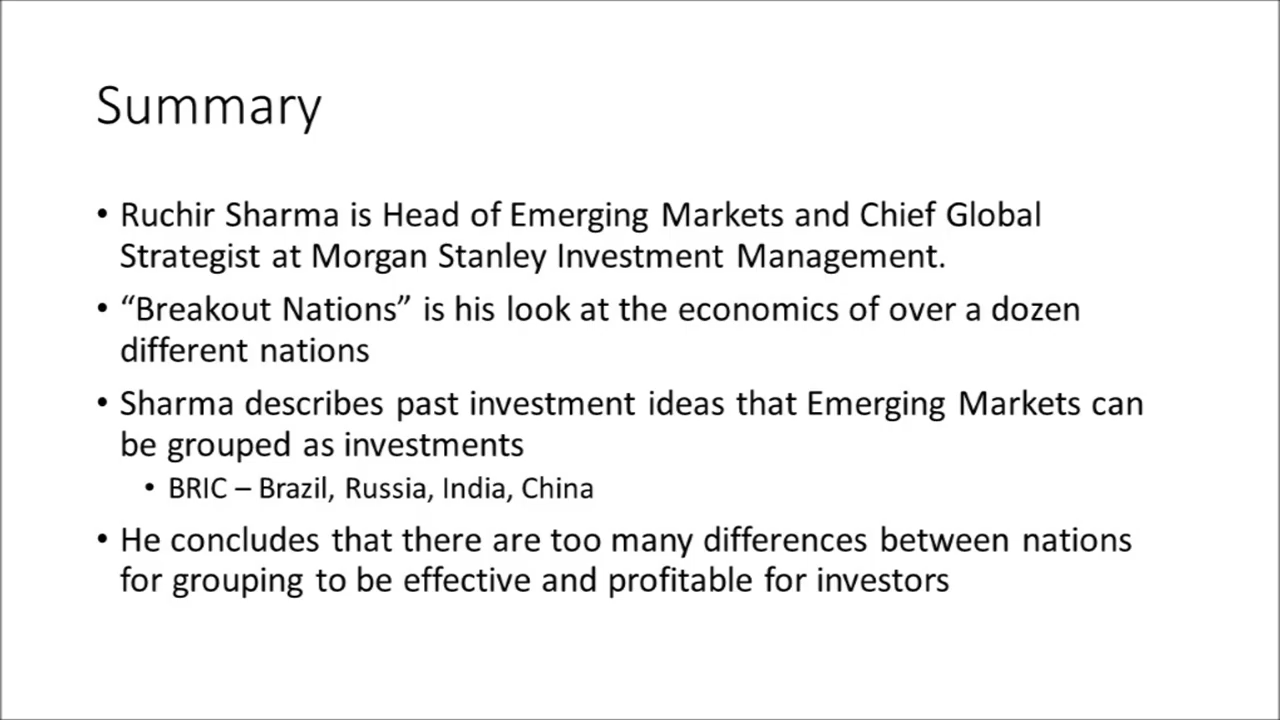 Summary
• Ruchir Sharma is Head of Emerging Markets and Chief Global
Strategist at Morgan Stanley Investment Management.
• “Breakout Nations” is his look at the economics of over a dozen
different nations
• Sharma describes past investment ideas that Emerging Markets can
be grouped as investments
• BRIC – Brazil, Russia, India, China
• He concludes that there are too many differences between nations
for grouping to be effective and profitable for investors